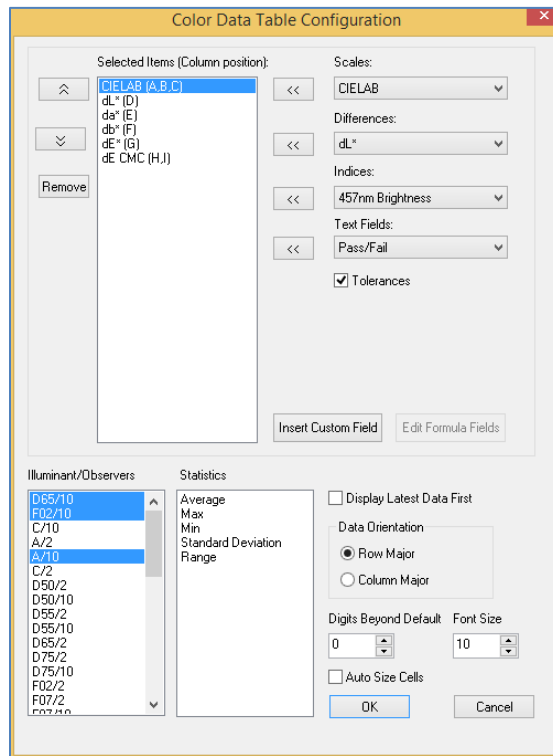 Color Data Table Configuration
Selected Items (Column position):
CIELAB (A,B,C)
dL* (D)
da* (E)
db* (F)
dE* (G)
dE CMC (H,I)
Remove
Scales:
<<
CIELAB
Differences:
<<
dL*
Indices:
<<
457nm Brightness
Text Fields:
<<
Pass/Fail
Tolerances
Insert Custom Field
Edit Formula Fields
Illuminant/Observers
D65/10
F02/10
C/10
A/2
A/10
C/2
D50/2
D50/10
D55/2
D55/10
D65/2
D75/2
D75/10
F02/2
F07/2
F07/10
Statistics
Average
Max
Min
Standard Deviation
Range
Display Latest Data First
Data Orientation
Row Major
Column Major
Digits Beyond Default
0
Font Size
10
Auto Size Cells
OK
Cancel